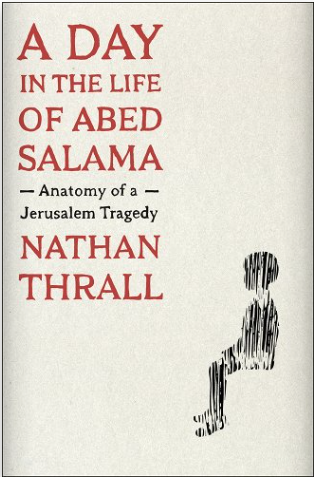 A DAY
IN THE LIFE
OF ABED
SALAMA
— Anatomy of a —
Jerusalem Tragedy
NATHAN
THRALL